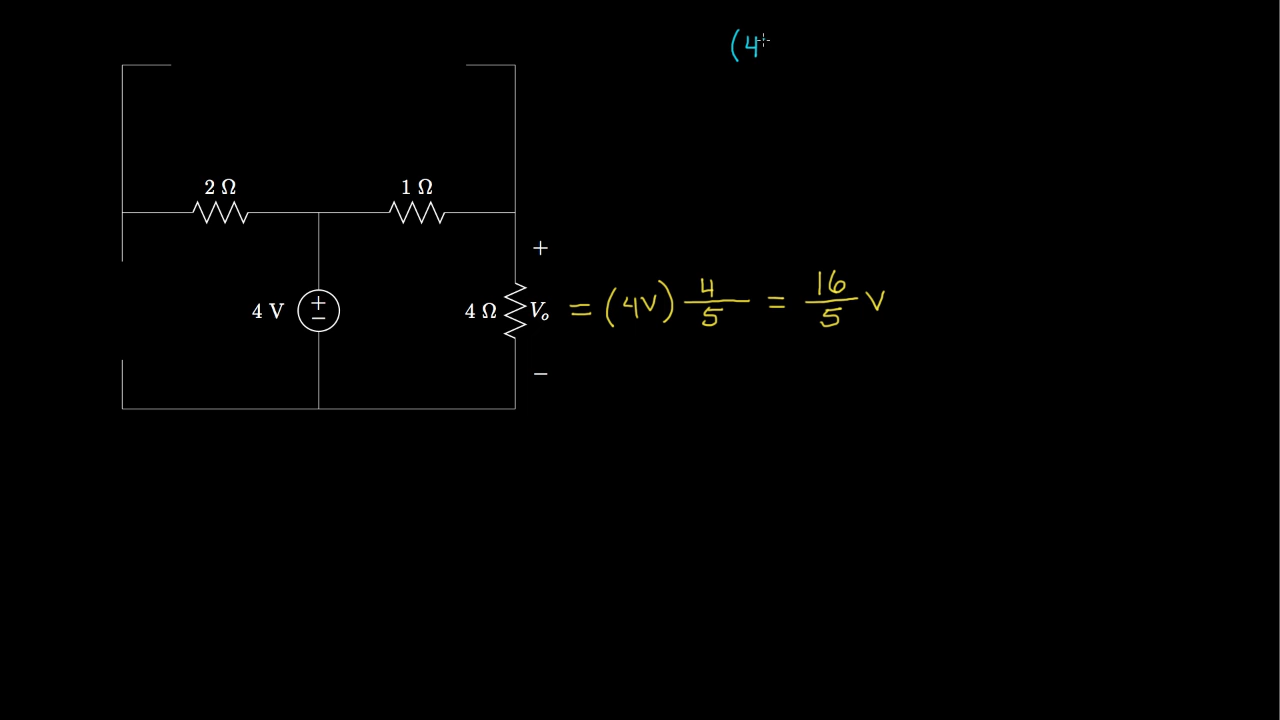 (4
2 Ω
1 Ω
+
4 V
+
−
4 Ω
Vₒ = (4V) 4/5 = 16/5 V
−